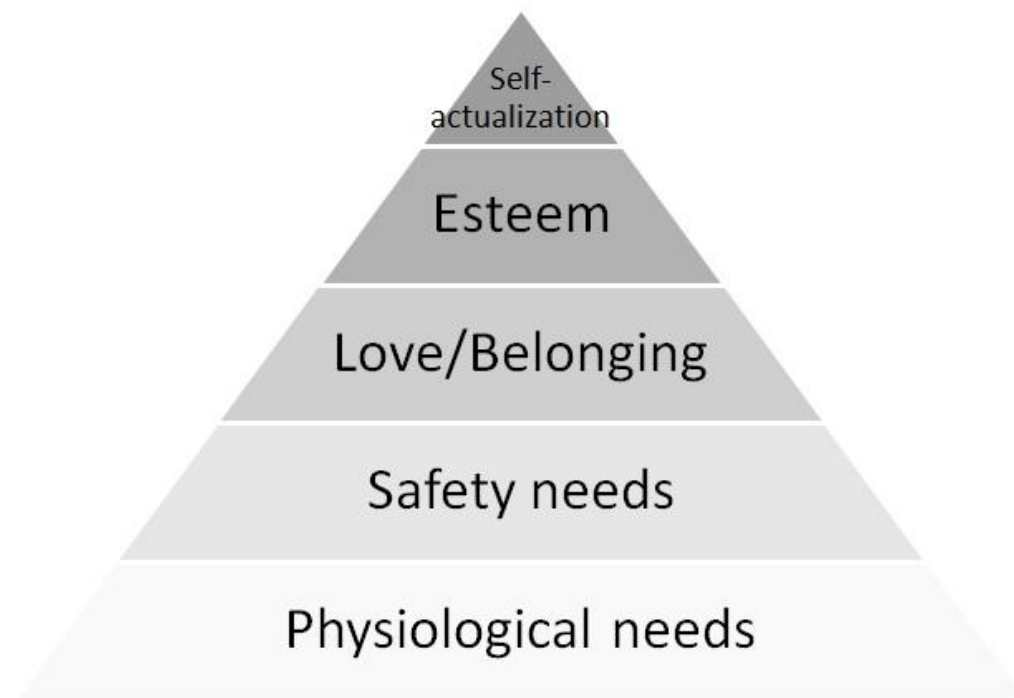 Self-
actualization
Esteem
Love/Belonging
Safety needs
Physiological needs